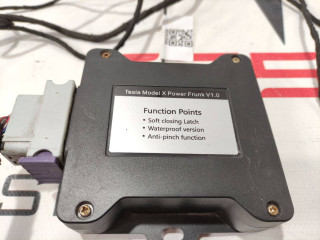 Tesla Model X Power Frunk V1.0
Function Points
• Soft closing Latch
• Waterproof version
• Anti-pinch function